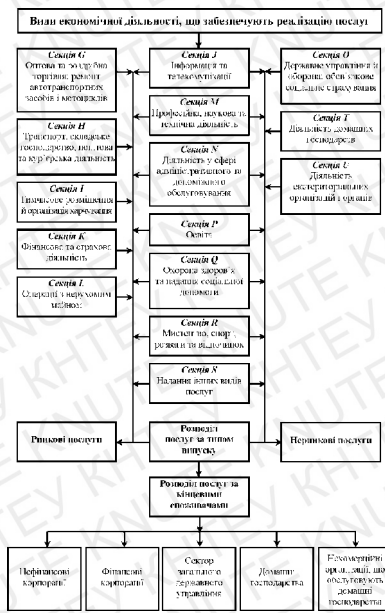 Види економічної діяльності, що забезпечують реалізацію послуг
Секція G
Оптова та роздрібна
торгівля; ремонт
автотранспортних
засобів і мотоциклів
Секція H
Транспорт, складське
господарство, поштова
та кур'єрська діяльність
Секція I
Тимчасове розміщення
й організація харчування
Секція K
Фінансова та страхова
діяльність
Секція L
Операції з нерухомим
майном
Секція J
Інформація та
телекомунікації
Секція M
Професійна, наукова та
технічна діяльність
Секція N
Діяльність у сфері
адміністративного та
допоміжного
обслуговування
Секція P
Освіта
Секція Q
Охорона здоров'я
та надання соціальної
допомоги
Секція R
Мистецтво, спорт,
розваги та відпочинок
Секція S
Надання інших видів
послуг
Секція O
Державне управління й
оборона; обов'язкове
соціальне страхування
Секція T
Діяльність домашніх
господарств
Секція U
Діяльність
екстериторіальних
організацій і органів
Ринкові послуги
Розподіл
послуг за типом
випуску
Неринкові послуги
Розподіл послуг за
кінцевими
споживачами
Нефінансові
корпорації
Фінансові
корпорації
Сектор
загального
державного
управління
Домашні
господарства
Некомерційні
організації, що
обслуговують
домашні
господарства